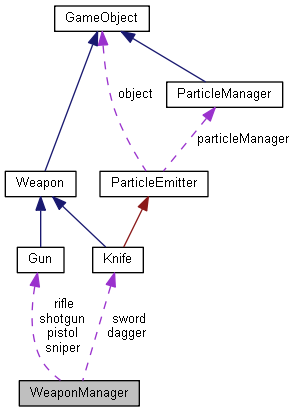 GameObject
object
ParticleManager
particleManager
Weapon
ParticleEmitter
Gun
Knife
rifle
shotgun
pistol
sniper
sword
dagger
WeaponManager